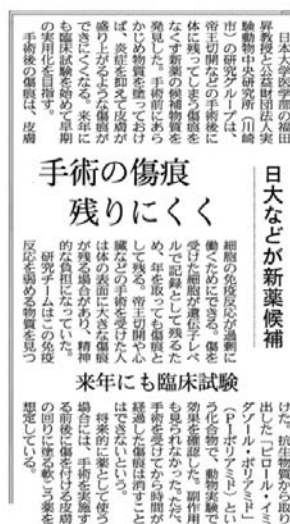 日大などが新薬候補
手術の傷痕
残りにくく
来年にも臨床試験
日本大学医学部の福田
昇教授と公益財団法人実
験動物中央研究所(川崎
市)の研究グループは、
帝王切開などの手術後に
体に残ってしまう傷痕を
なくす新薬の候補物質を
発見した。手術前にあら
かじめ物質を塗っておけ
ば、炎症を抑えて皮膚が
盛り上がるような傷痕が
できにくくなる。来年に
も臨床試験を始めて早期
の実用化を目指す。
手術後の傷痕は、皮膚
細胞の免疫反応が過剰に
働くためにできる。傷を
受けた細胞が遺伝子レベ
ルで記録として残るた
め、年を取っても傷痕と
して残る。帝王切開や心
臓などの手術を受けた人
は体の表面に大きな傷痕
が残る場合があり、精神
的な負担になっていた。
研究チームはこの免疫
反応を弱める物質を見つ
けた。抗生物質から取り
出した「ピロール・イミ
ダゾール・ポリアミド」
(PIポリアミド)とい
う化合物で、動物実験で
効果を確認した。副作用
も見られなかった。ただ、
手術を受けてから時間が
経過した傷痕は消すこと
はできないという。
将来的に薬として使う
場合には、手術を実施す
る前後に傷を付ける皮膚
の回りに塗る軟こう薬を
想定している。